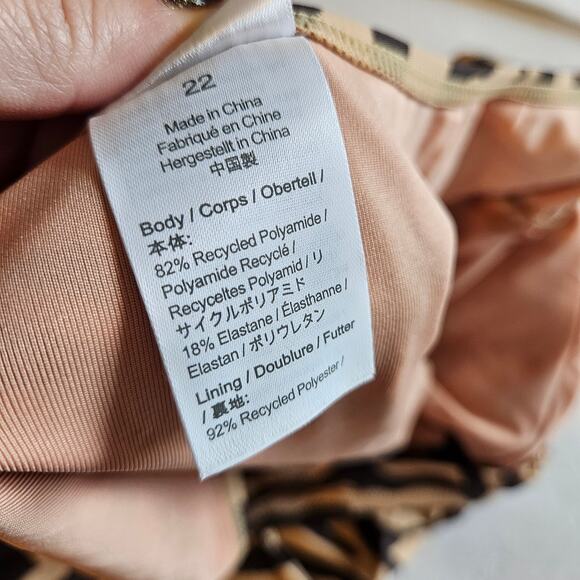 22
Made in China
Fabriqué en Chine
Hergestellt in China
中国製
Body / Corps / Oberteil /
本体:
82% Recycled Polyamide /
Polyamide Recyclé /
Recyceltes Polyamid / リ
サイクルポリアミド
18% Elastane / Élasthanne /
Elastan / ポリウレタン
Lining / Doublure / Futter
/ 裏地:
92% Recycled Polyester /